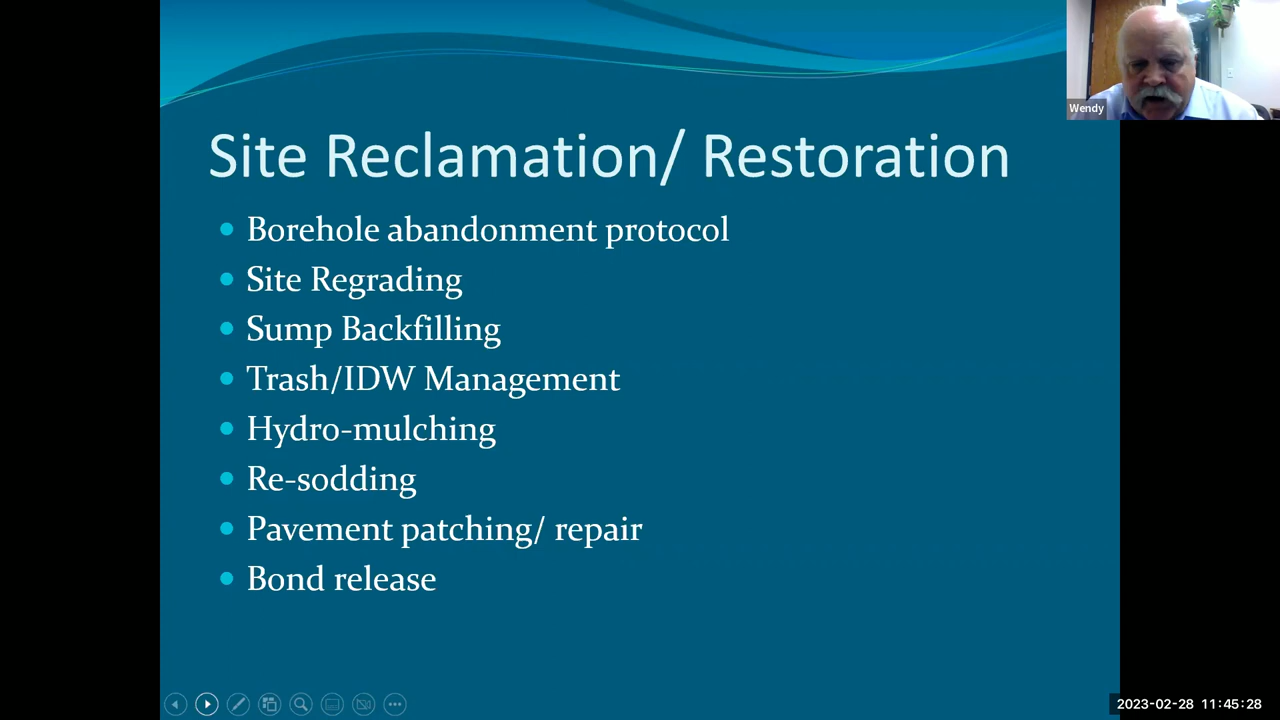 Wendy
Site Reclamation/ Restoration
Borehole abandonment protocol
Site Regrading
Sump Backfilling
Trash/IDW Management
Hydro-mulching
Re-sodding
Pavement patching/ repair
Bond release
2023-02-28 11:45:28